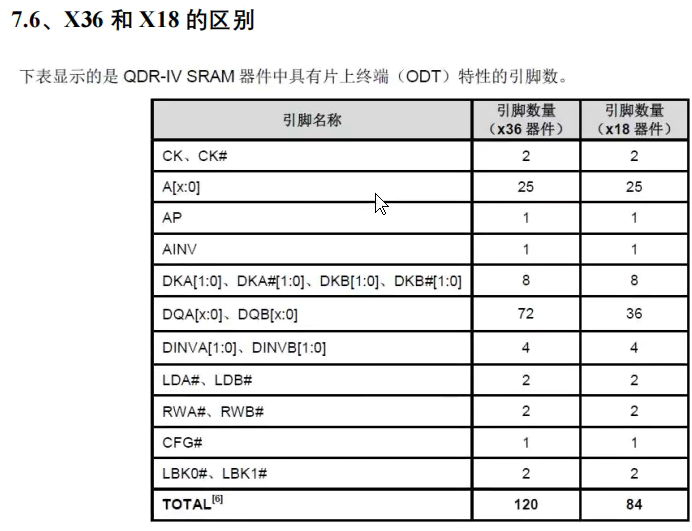 7.6、X36 和 X18 的区别
下表显示的是 QDR-IV SRAM 器件中具有片上终端（ODT）特性的引脚数。
引脚名称 引脚数量（x36 器件） 引脚数量（x18 器件）
CK、CK# 2 2
A[x:0] 25 25
AP 1 1
AINV 1 1
DKA[1:0]、DKA#[1:0]、DKB[1:0]、DKB#[1:0] 8 8
DQA[x:0]、DQB[x:0] 72 36
DINVA[1:0]、DINVB[1:0] 4 4
LDA#、LDB# 2 2
RWA#、RWB# 2 2
CFG# 1 1
LBK0#、LBK1# 2 2
TOTAL[6] 120 84